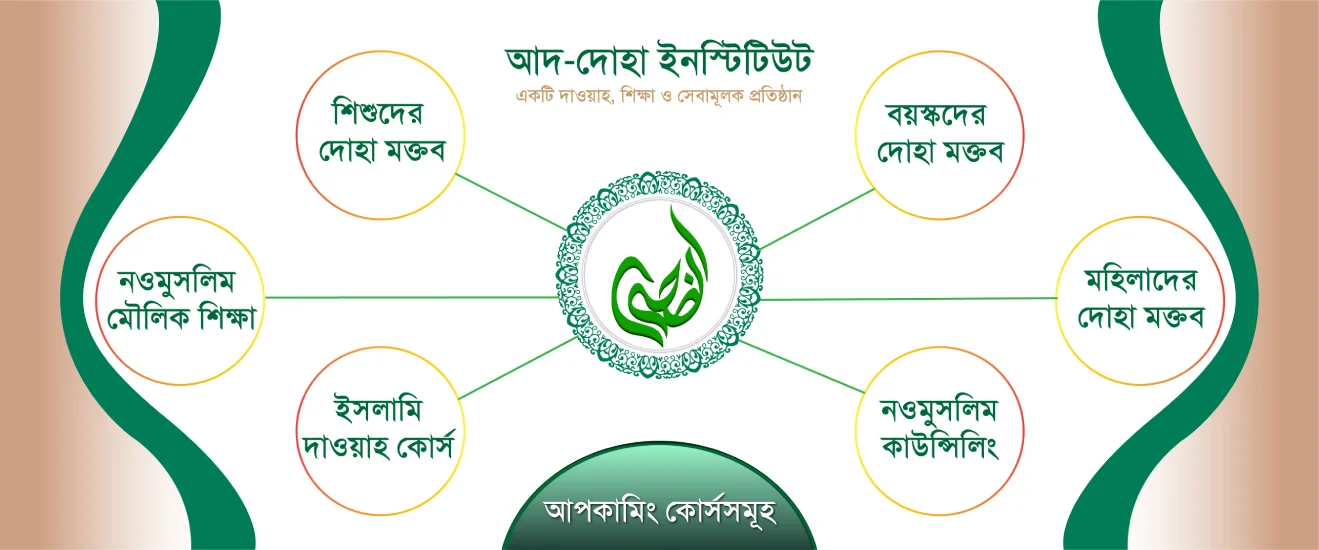 আদ-দোহা ইনস্টিটিউট
একটি দাওয়াহ, শিক্ষা ও সেবামূলক প্রতিষ্ঠান
শিশুদের
দোহা মক্তব
বয়স্কদের
দোহা মক্তব
নওমুসলিম
মৌলিক শিক্ষা
الضحى
মহিলাদের
দোহা মক্তব
ইসলামি
দাওয়াহ কোর্স
নওমুসলিম
কাউন্সিলিং
আপকামিং কোর্সসমূহ